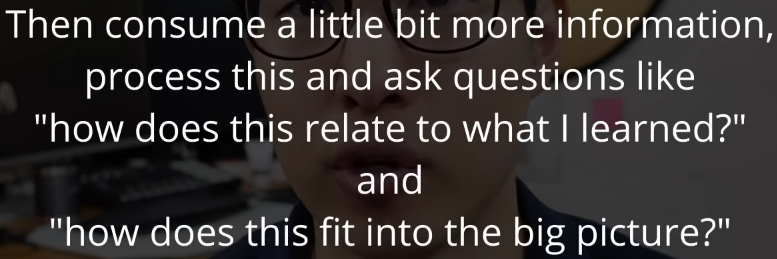 Then consume a little bit more information,
process this and ask questions like
"how does this relate to what I learned?"
and
"how does this fit into the big picture?"